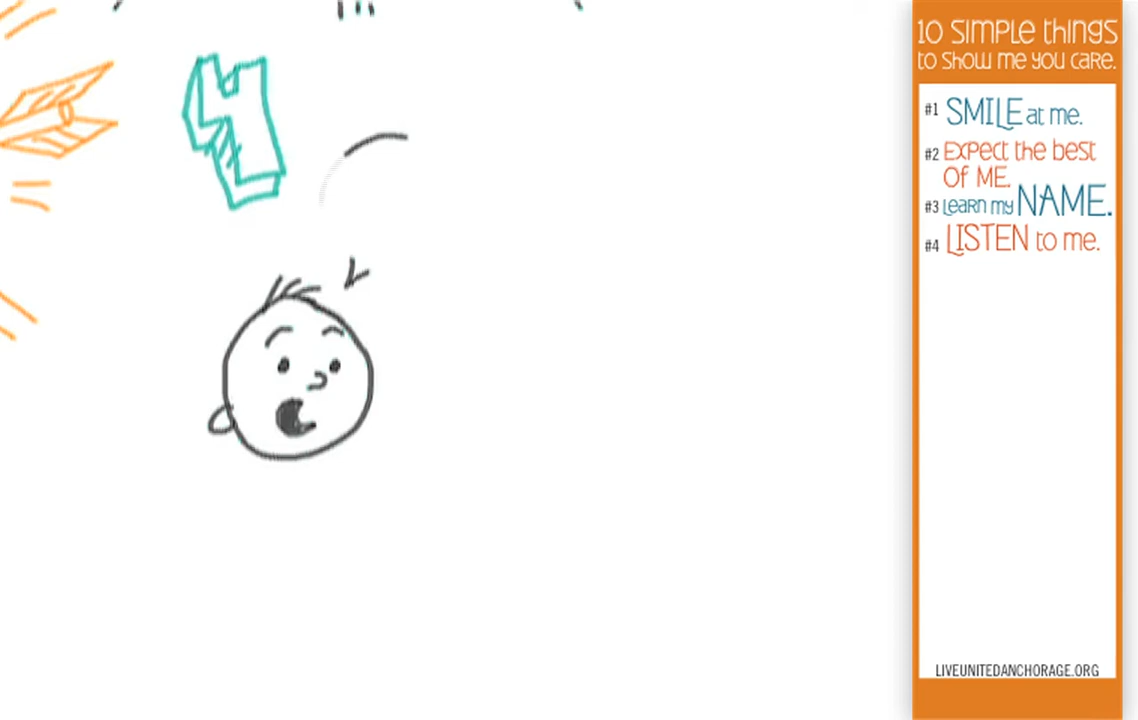 4
10 SIMPLE things
to SHOW me you CARE.
#1 SMILE at me.
#2 EXPECT the best
OF ME.
#3 LEARN my NAME.
#4 LISTEN to me.
LIVEUNITEDANCHORAGE.ORG